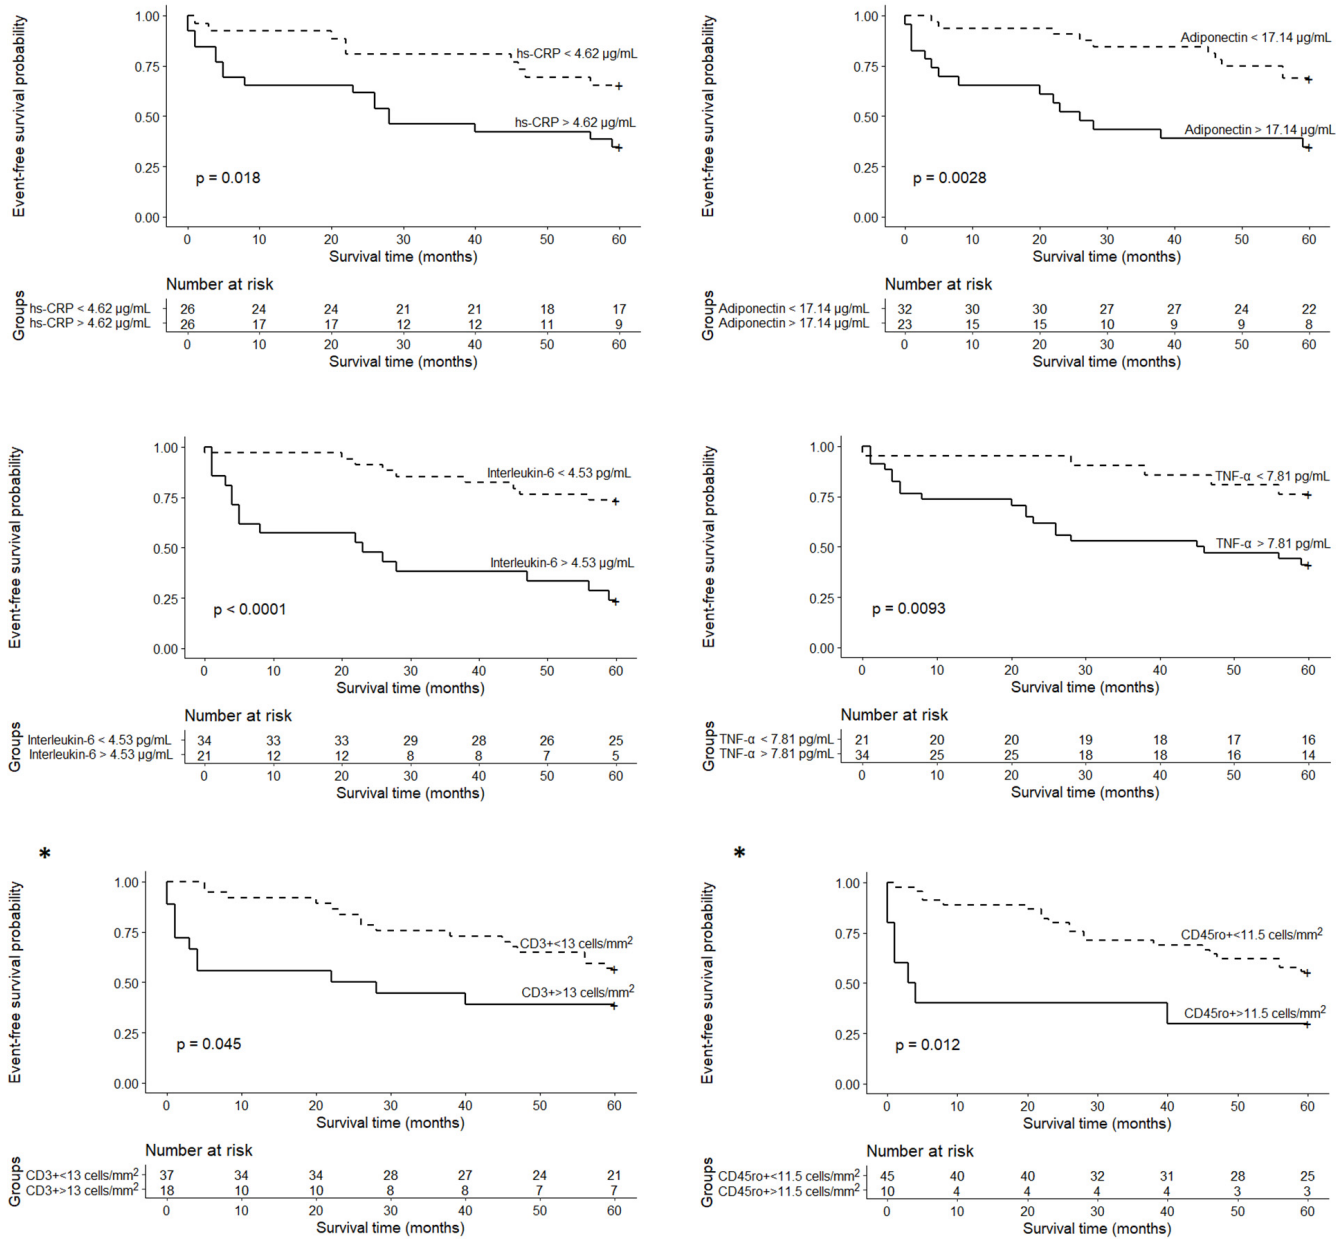 Event-free survival probability
1.00
0.75
0.50
0.25
0.00
hs-CRP < 4.62 µg/mL
hs-CRP > 4.62 µg/mL
p = 0.018
0 10 20 30 40 50 60
Survival time (months)
Number at risk
Groups
hs-CRP < 4.62 µg/mL 26 24 24 21 21 18 17
hs-CRP > 4.62 µg/mL 26 17 17 12 12 11 9
0 10 20 30 40 50 60
Survival time (months)
Event-free survival probability
1.00
0.75
0.50
0.25
0.00
Adiponectin < 17.14 µg/mL
Adiponectin > 17.14 µg/mL
p = 0.0028
0 10 20 30 40 50 60
Survival time (months)
Number at risk
Groups
Adiponectin < 17.14 µg/mL 32 30 30 27 27 24 22
Adiponectin > 17.14 µg/mL 23 15 15 10 9 9 8
0 10 20 30 40 50 60
Survival time (months)
Event-free survival probability
1.00
0.75
0.50
0.25
0.00
Interleukin-6 < 4.53 pg/mL
Interleukin-6 > 4.53 µg/mL
p < 0.0001
0 10 20 30 40 50 60
Survival time (months)
Number at risk
Groups
Interleukin-6 < 4.53 pg/mL 34 33 33 29 28 26 25
Interleukin-6 > 4.53 µg/mL 21 12 12 8 8 7 5
0 10 20 30 40 50 60
Survival time (months)
Event-free survival probability
1.00
0.75
0.50
0.25
0.00
TNF-α < 7.81 pg/mL
TNF-α > 7.81 pg/mL
p = 0.0093
0 10 20 30 40 50 60
Survival time (months)
Number at risk
Groups
TNF-α < 7.81 pg/mL 21 20 20 19 18 17 16
TNF-α > 7.81 pg/mL 34 25 25 18 18 16 14
0 10 20 30 40 50 60
Survival time (months)
*
Event-free survival probability
1.00
0.75
0.50
0.25
0.00
CD3+<13 cells/mm²
CD3+>13 cells/mm²
p = 0.045
0 10 20 30 40 50 60
Survival time (months)
Number at risk
Groups
CD3+<13 cells/mm² 37 34 34 28 27 24 21
CD3+>13 cells/mm² 18 10 10 8 8 7 7
0 10 20 30 40 50 60
Survival time (months)
*
Event-free survival probability
1.00
0.75
0.50
0.25
0.00
CD45ro+<11.5 cells/mm²
CD45ro+>11.5 cells/mm²
p = 0.012
0 10 20 30 40 50 60
Survival time (months)
Number at risk
Groups
CD45ro+<11.5 cells/mm² 45 40 40 32 31 28 25
CD45ro+>11.5 cells/mm² 10 4 4 4 4 3 3
0 10 20 30 40 50 60
Survival time (months)